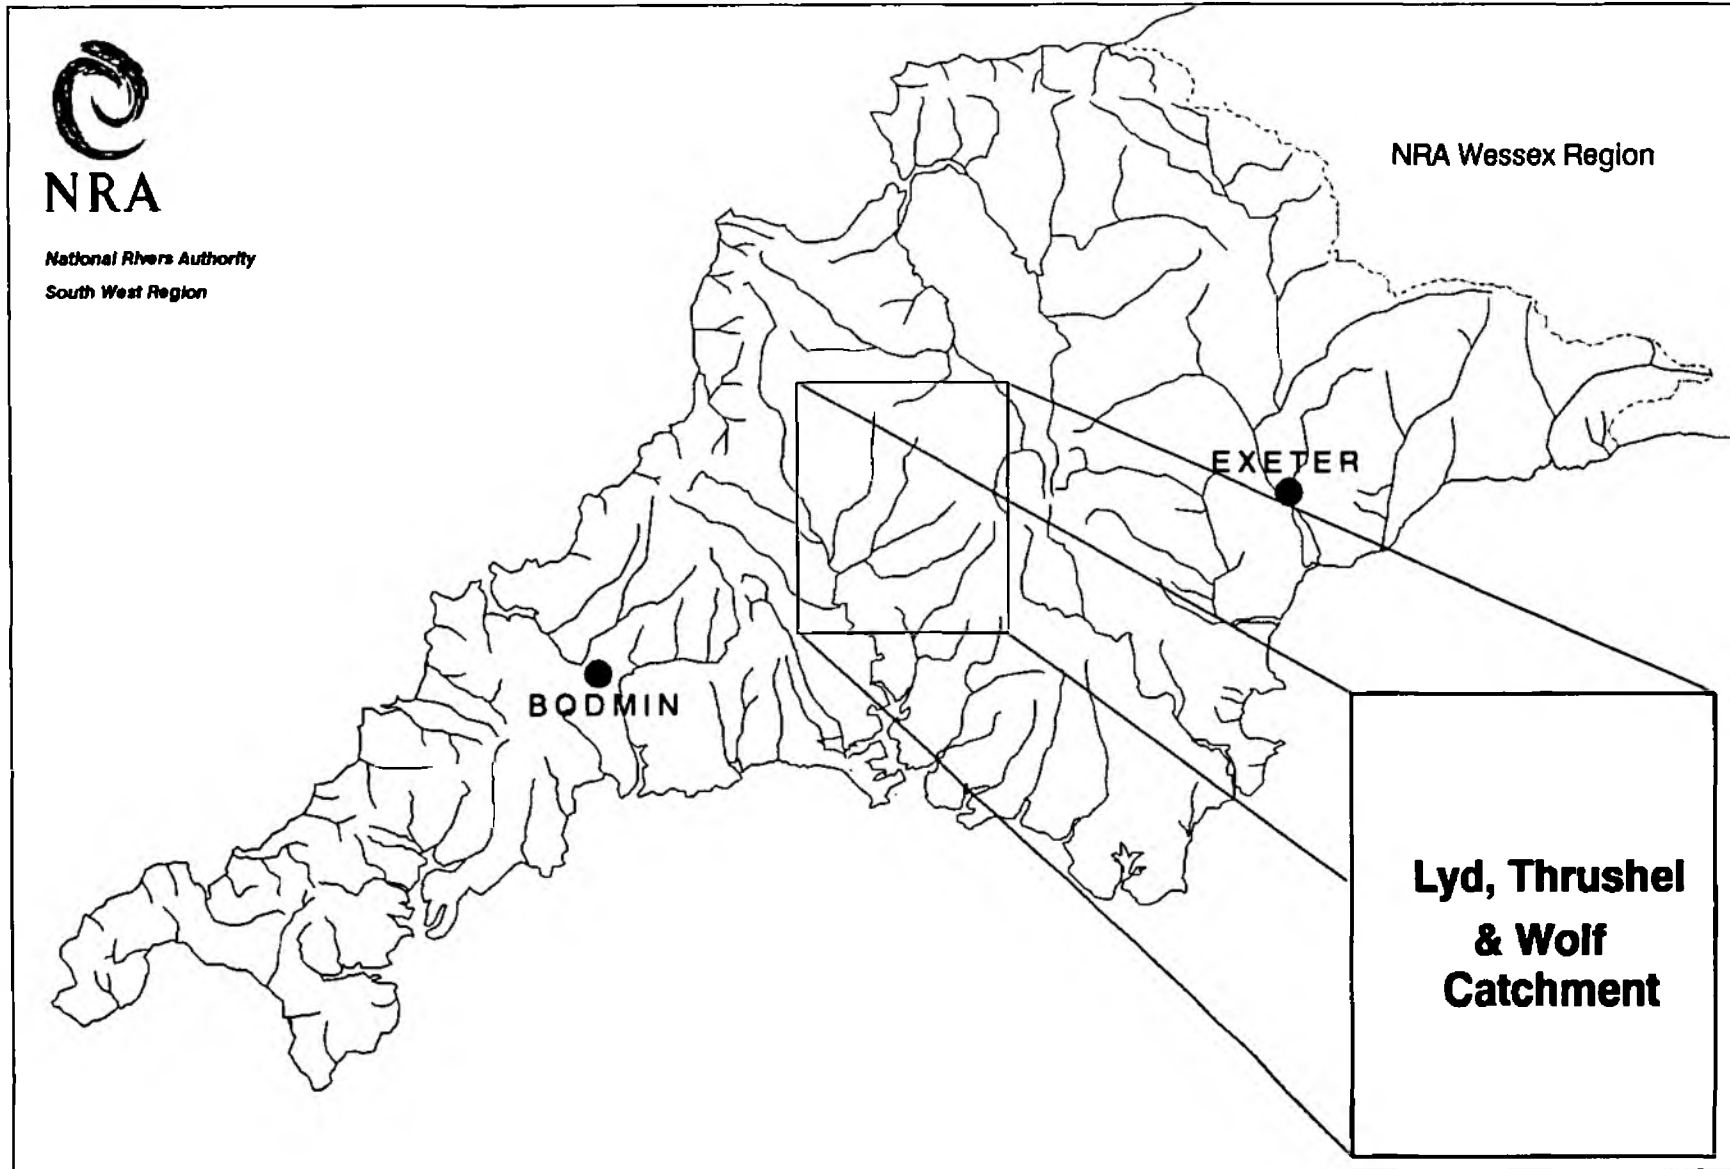 NRA
National Rivers Authority
South West Region
NRA Wessex Region
EXETER
BODMIN
Lyd, Thrushel
& Wolf
Catchment